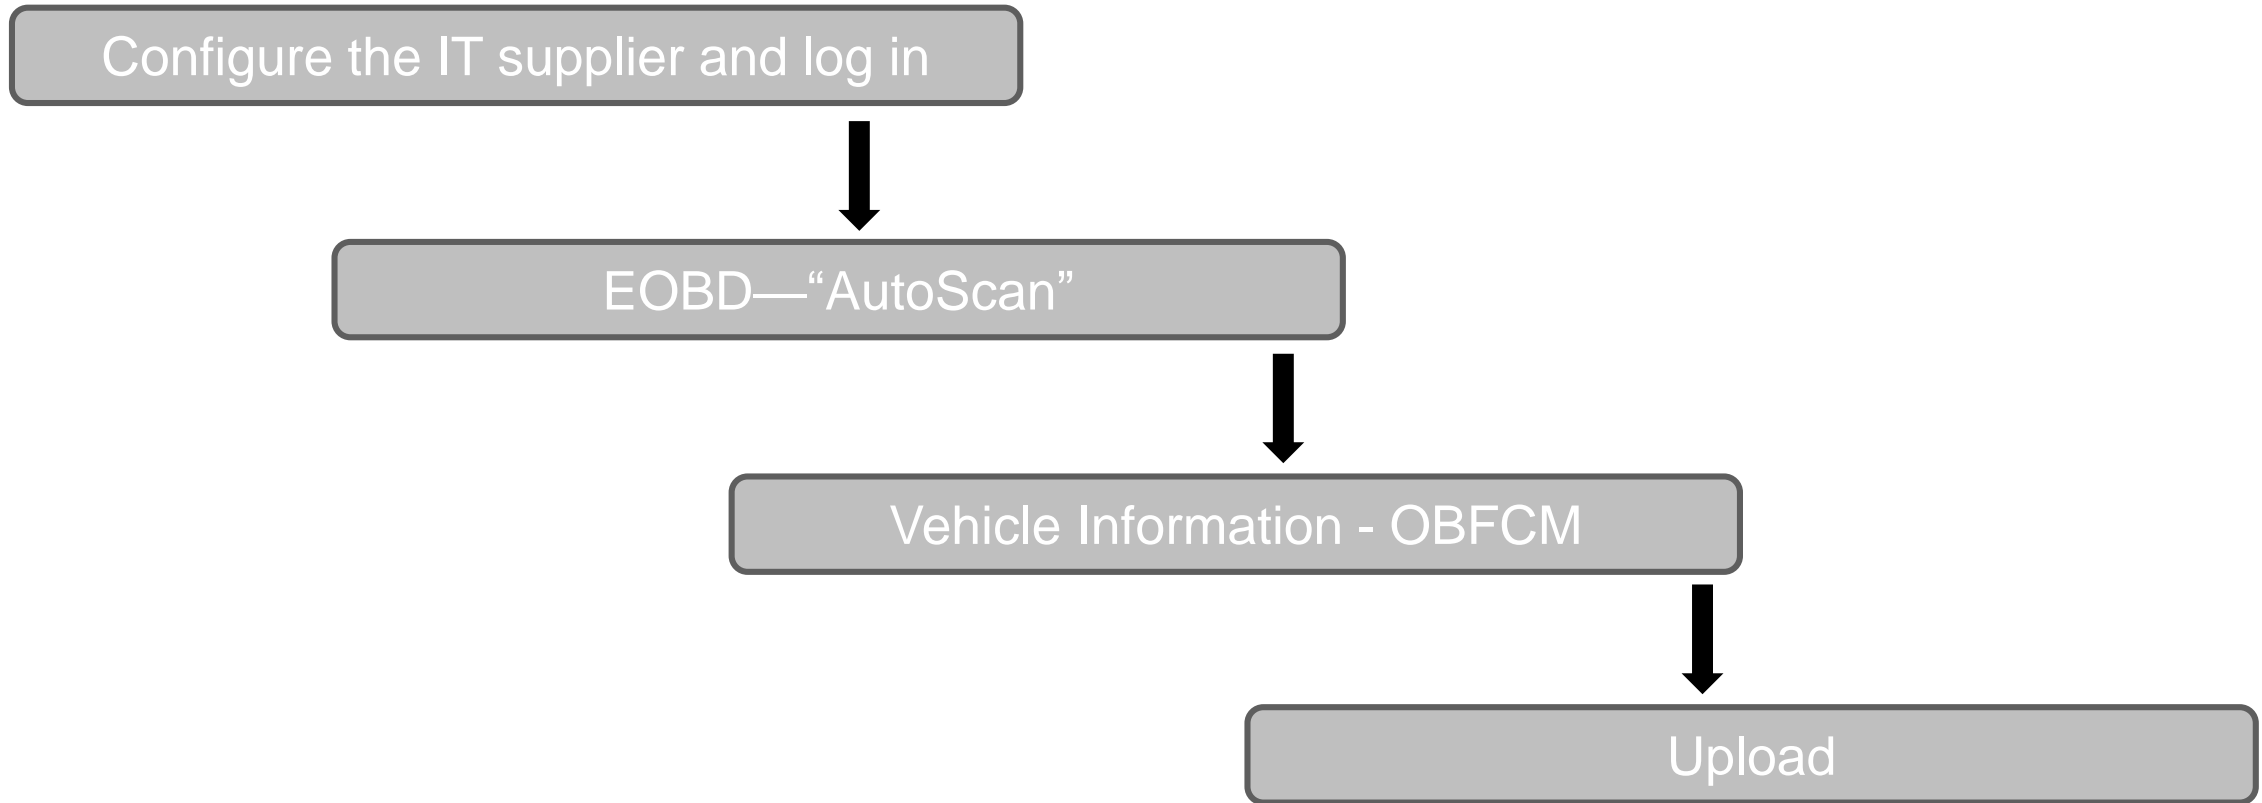 Configure the IT supplier and log in
EOBD—“AutoScan”
Vehicle Information - OBFCM
Upload